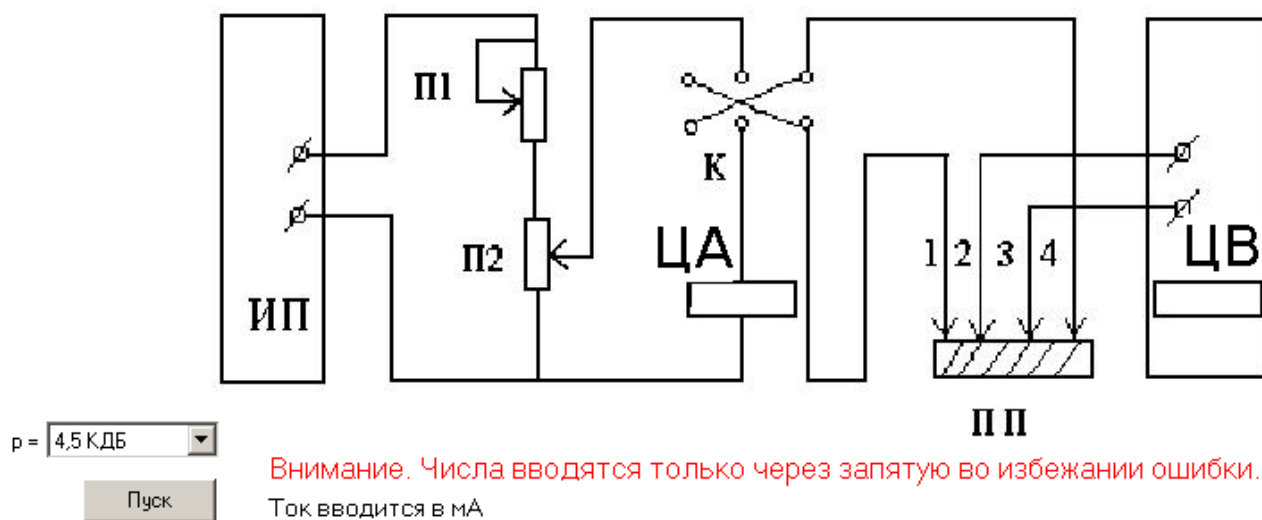 П1
К
П2
ЦА
1 2 3 4
ЦВ
ИП
ПП
p = 4,5 КДБ
Внимание. Числа вводятся только через запятую во избежании ошибки.
Пуск
Ток вводится в мА